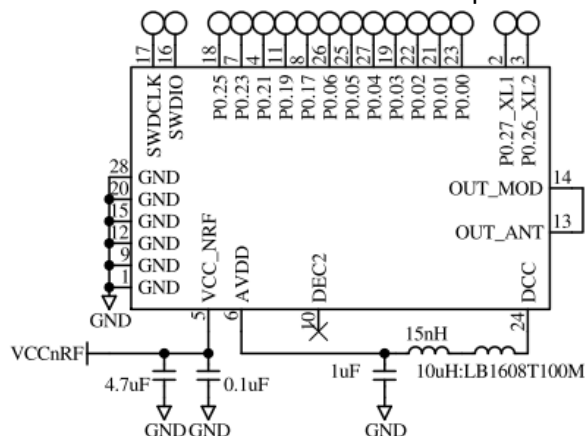 17 16 18 7 4 11 8 26 25 27 19 22 21 23 2 3
SWDCLK SWDIO P0.25 P0.23 P0.21 P0.19 P0.17 P0.06 P0.05 P0.04 P0.03 P0.02 P0.01 P0.00 P0.27_XL1 P0.26_XL2
28 GND
20 GND
15 GND
12 GND
9 GND
1 GND
OUT_MOD 14
OUT_ANT 13
VCC_NRF AVDD DEC2 DCC
GND
5 6 10 24
VCCnRF
15nH
4.7uF 0.1uF 1uF 10uH:LB1608T100M
GND GND GND